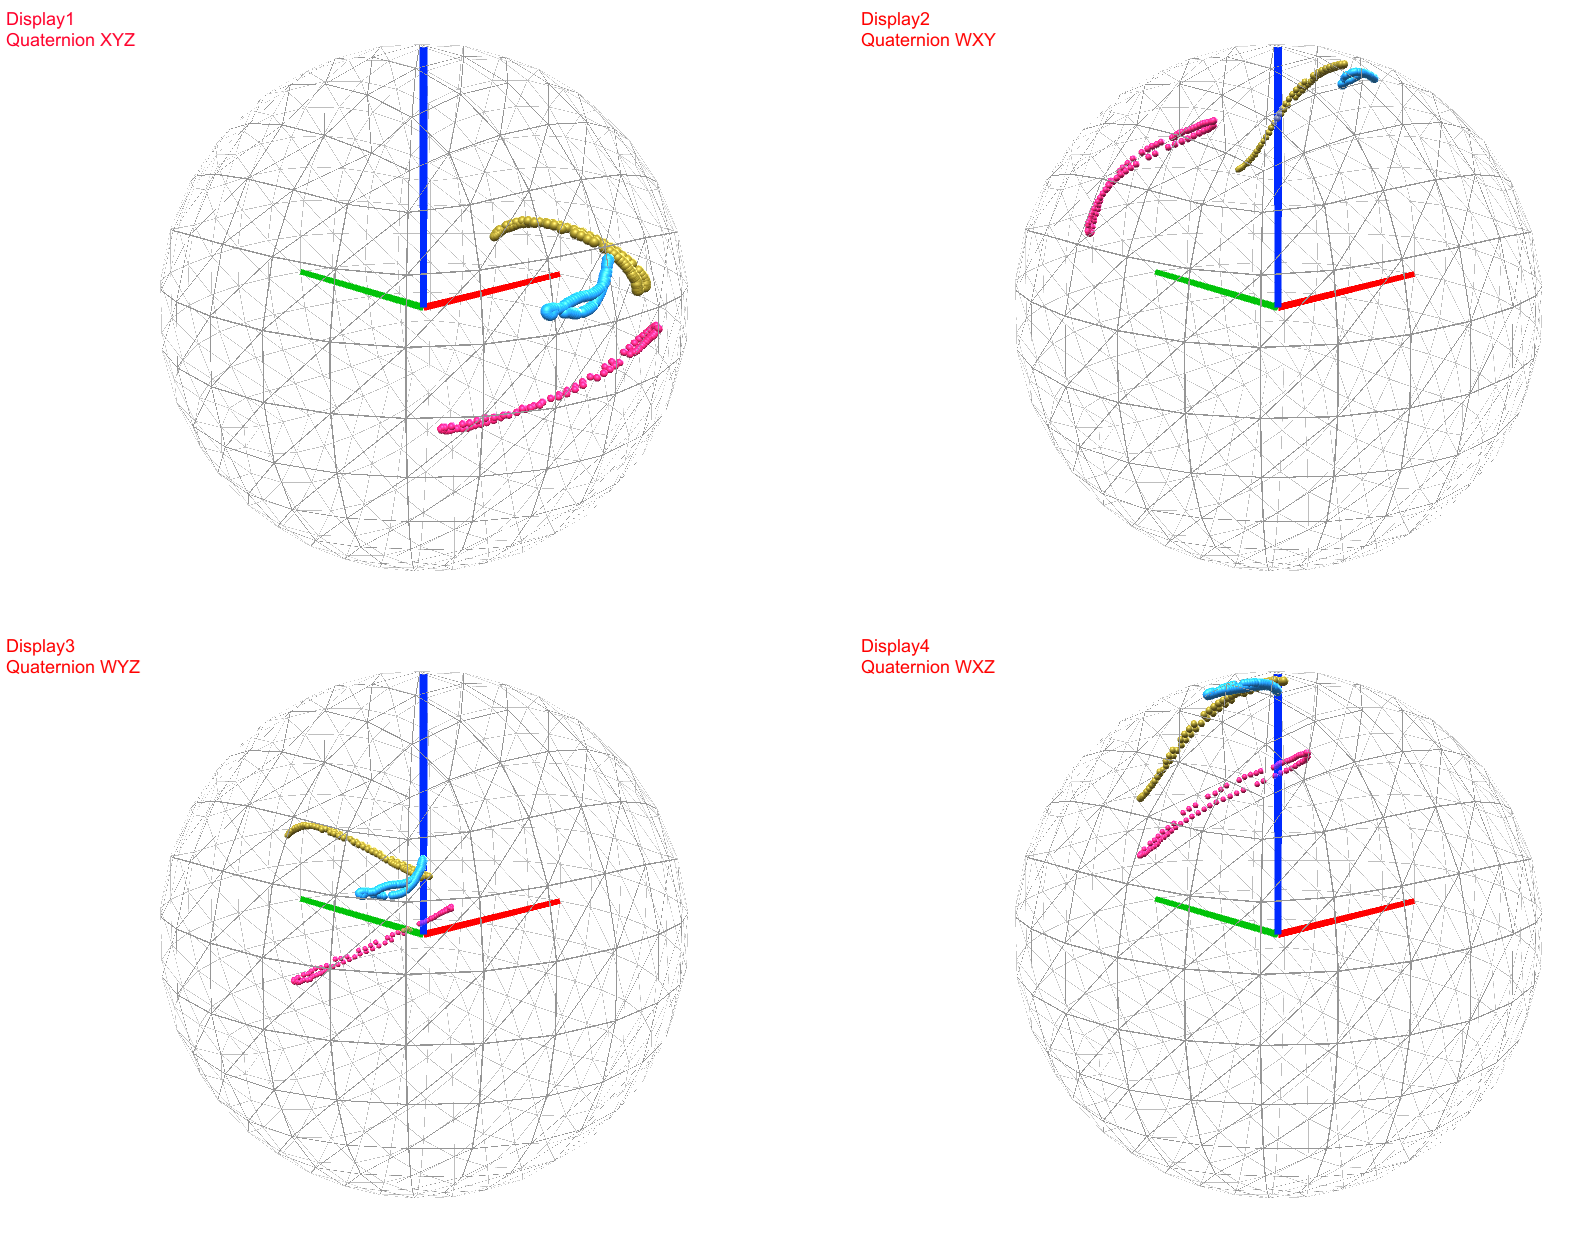 Display1
Quaternion XYZ
Display2
Quaternion WXY
Display3
Quaternion WYZ
Display4
Quaternion WXZ